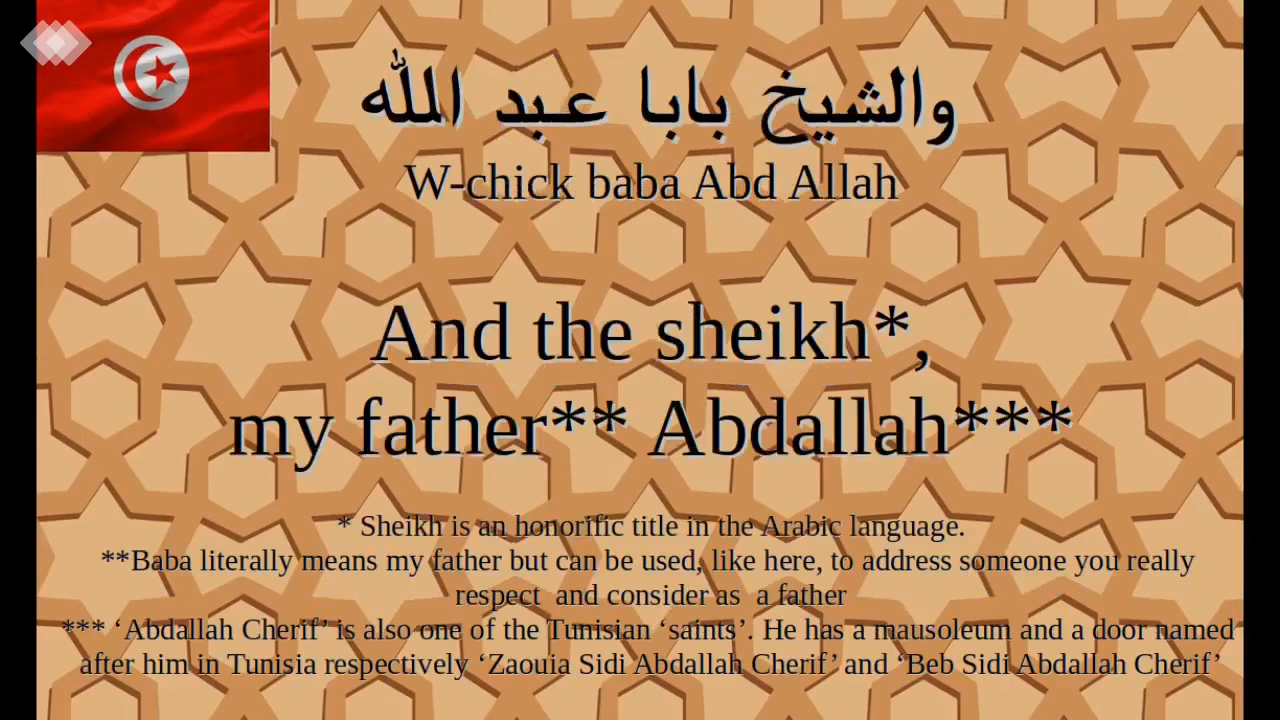 والشيخ بابا عبد الله
W-chick baba Abd Allah
And the sheikh*,
my father** Abdallah***
* Sheikh is an honorific title in the Arabic language.
**Baba literally means my father but can be used, like here, to address someone you really
respect and consider as a father
*** ‘Abdallah Cherif’ is also one of the Tunisian ‘saints’. He has a mausoleum and a door named
after him in Tunisia respectively ‘Zaouia Sidi Abdallah Cherif’ and ‘Beb Sidi Abdallah Cherif’